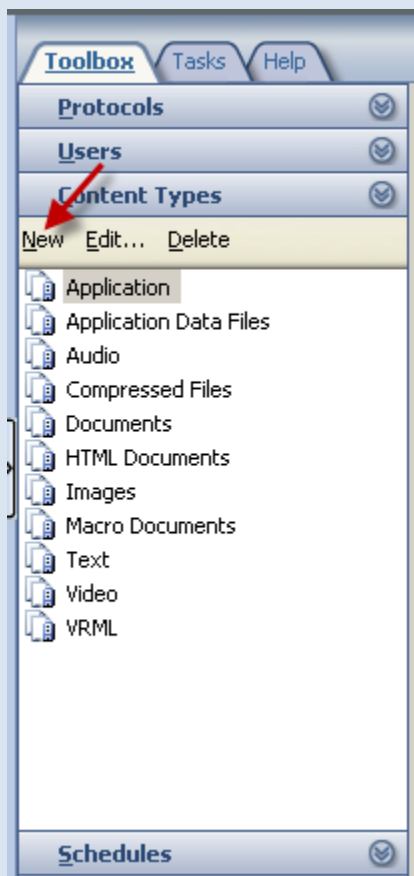 Toolbox Tasks Help
Protocols
Users
Content Types
New Edit... Delete
Application
Application Data Files
Audio
Compressed Files
Documents
HTML Documents
Images
Macro Documents
Text
Video
VRML
Schedules